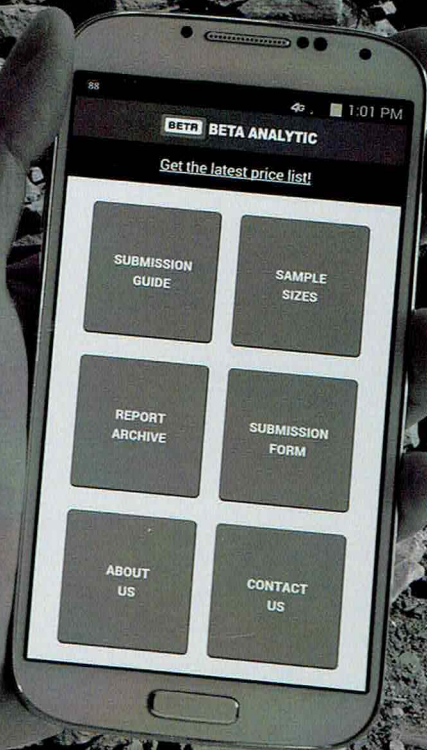 88
4G 1:01 PM
BETA BETA ANALYTIC
Get the latest price list!
SUBMISSION
GUIDE
SAMPLE
SIZES
REPORT
ARCHIVE
SUBMISSION
FORM
ABOUT
US
CONTACT
US